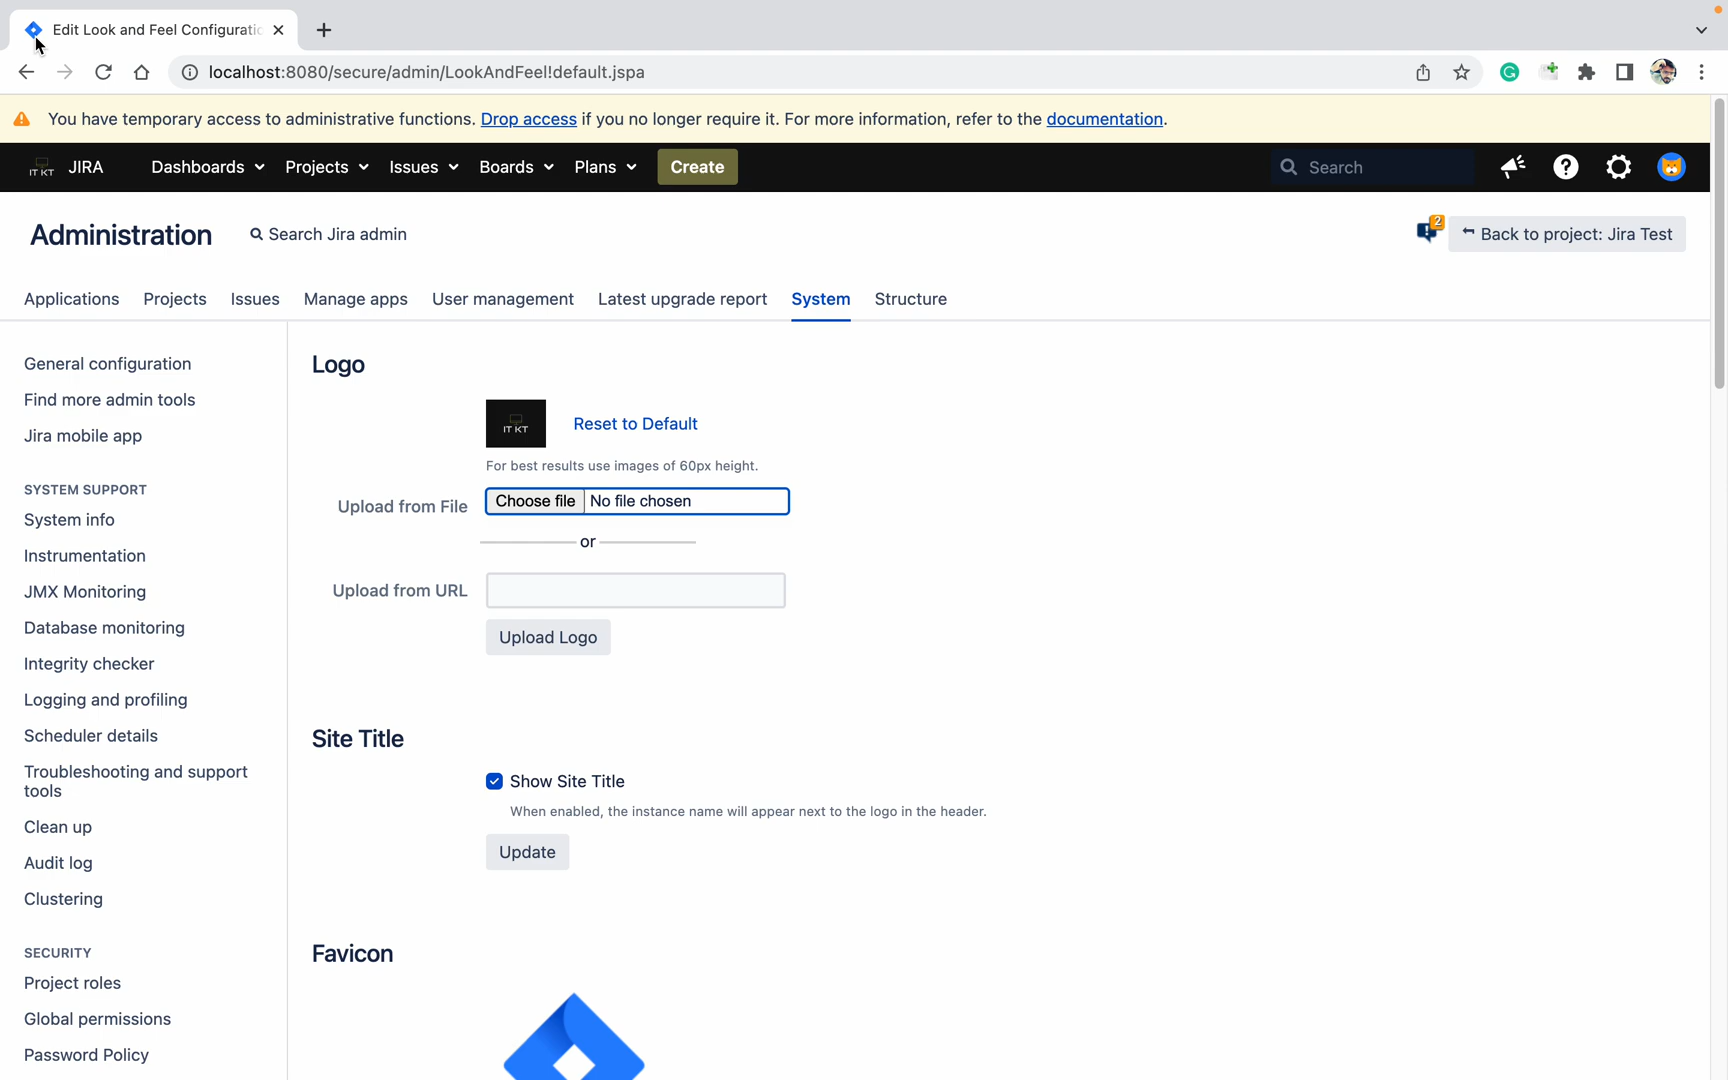 Edit Look and Feel Configuratio
localhost:8080/secure/admin/LookAndFeel!default.jspa
You have temporary access to administrative functions. Drop access if you no longer require it. For more information, refer to the documentation.
IT KT JIRA Dashboards Projects Issues Boards Plans Create Search
Administration Search Jira admin 2 Back to project: Jira Test
Applications Projects Issues Manage apps User management Latest upgrade report System Structure
General configuration
Find more admin tools
Jira mobile app
SYSTEM SUPPORT
System info
Instrumentation
JMX Monitoring
Database monitoring
Integrity checker
Logging and profiling
Scheduler details
Troubleshooting and support
tools
Clean up
Audit log
Clustering
SECURITY
Project roles
Global permissions
Password Policy
Logo
IT KT Reset to Default
For best results use images of 60px height.
Upload from File Choose file No file chosen
or
Upload from URL
Upload Logo
Site Title
Show Site Title
When enabled, the instance name will appear next to the logo in the header.
Update
Favicon